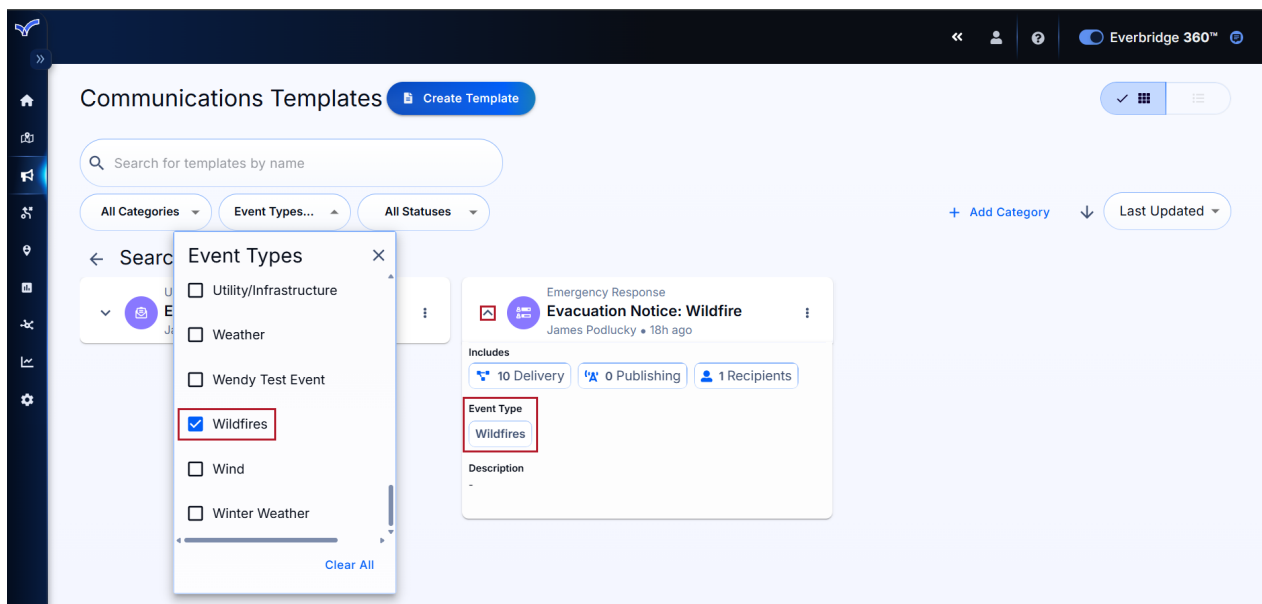 Everbridge 360™
Communications Templates
Create Template
Search for templates by name
All Categories
Event Types...
All Statuses
+ Add Category
Last Updated
Searc
Event Types
Utility/Infrastructure
Weather
Wendy Test Event
Wildfires
Wind
Winter Weather
Clear All
U
E
Ja
Emergency Response
Evacuation Notice: Wildfire
James Podlucky • 18h ago
Includes
10 Delivery
0 Publishing
1 Recipients
Event Type
Wildfires
Description
-